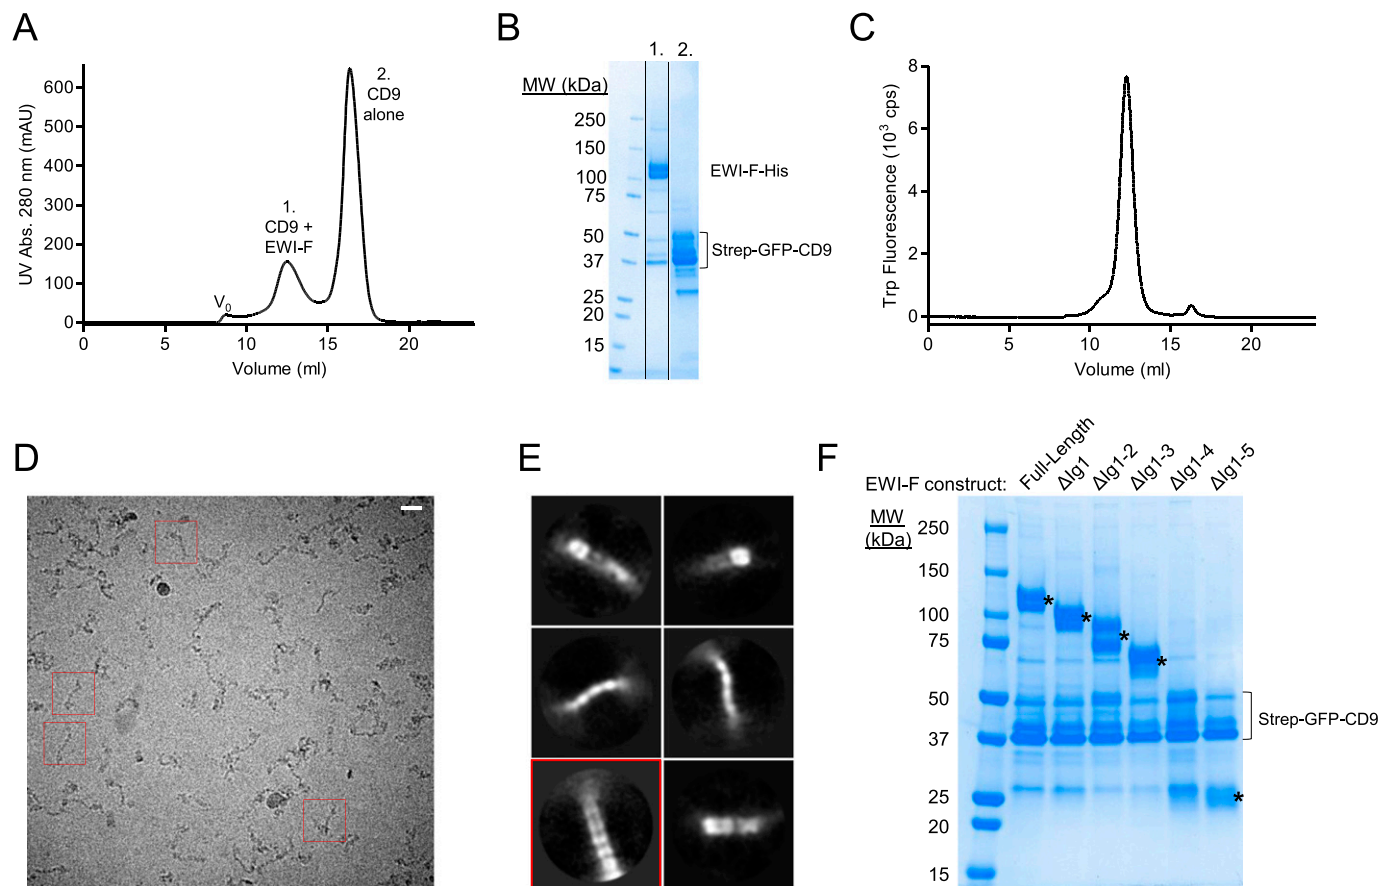 A
UV Abs. 280 nm (mAU)
600
500
400
300
200
100
0
V0
1.
CD9 +
EWI-F
2.
CD9
alone
0
5
10
15
20
Volume (ml)
B
1. 2.
MW (kDa)
250
150
100
75
50
37
25
20
15
EWI-F-His
Strep-GFP-CD9
C
Trp Fluorescence (10³ cps)
8
6
4
2
0
0
5
10
15
20
Volume (ml)
D
E
F
EWI-F construct:
Full-Length
ΔIg1
ΔIg1-2
ΔIg1-3
ΔIg1-4
ΔIg1-5
MW
(kDa)
250
150
100
75
50
37
25
20
15
*
*
*
*
*
Strep-GFP-CD9